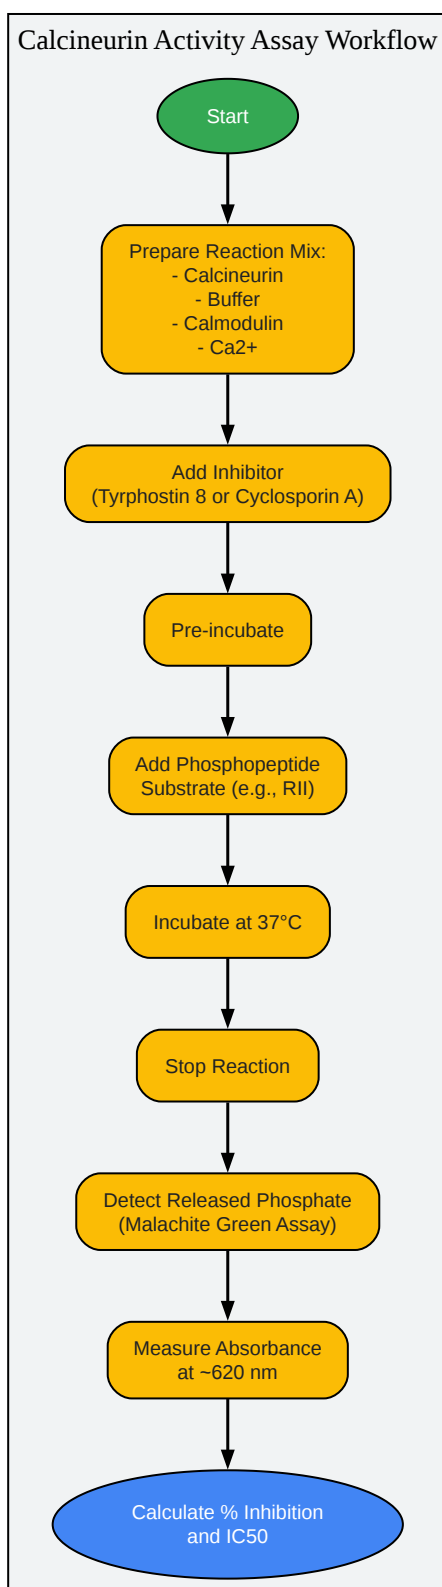 Calcineurin Activity Assay Workflow
Start
Prepare Reaction Mix:
- Calcineurin
- Buffer
- Calmodulin
- Ca2+
Add Inhibitor
(Tyrphostin 8 or Cyclosporin A)
Pre-incubate
Add Phosphopeptide
Substrate (e.g., RII)
Incubate at 37°C
Stop Reaction
Detect Released Phosphate
(Malachite Green Assay)
Measure Absorbance
at ~620 nm
Calculate % Inhibition
and IC50